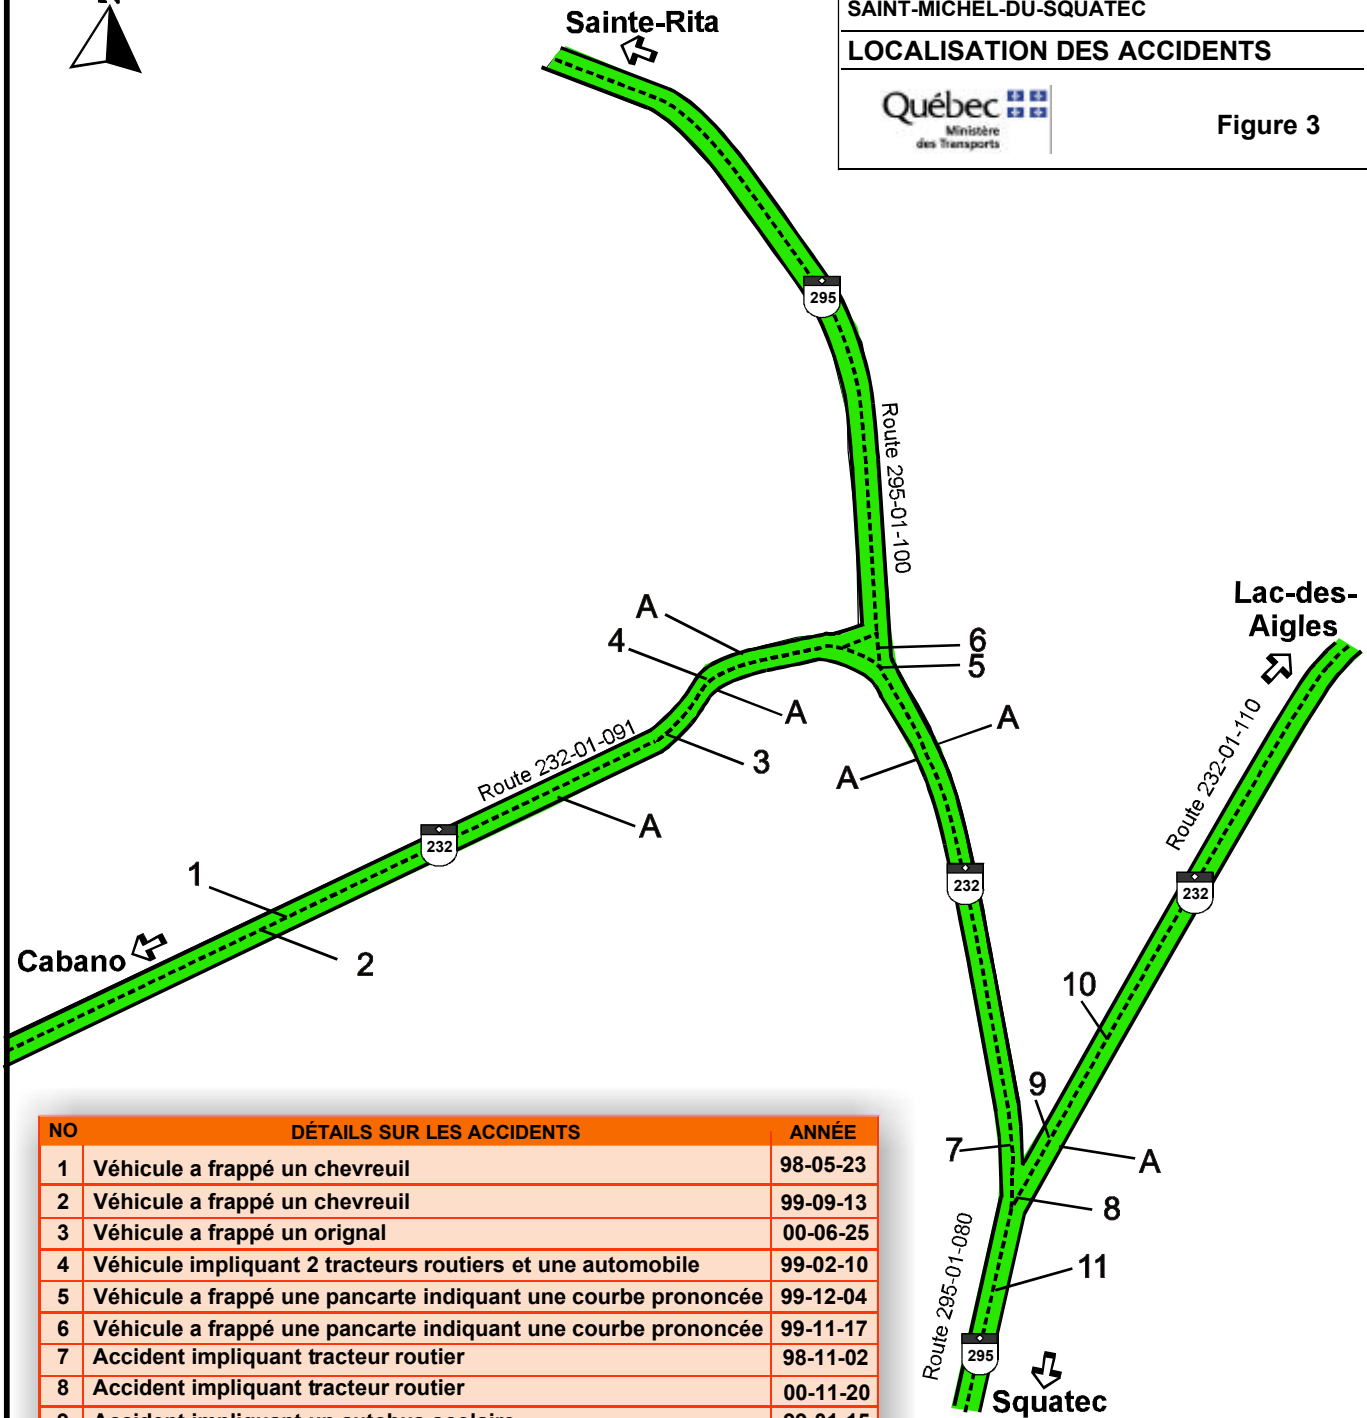 N
SAINT-MICHEL-DU-SQUATEC
LOCALISATION DES ACCIDENTS
Québec
Ministère
des Transports
Figure 3
Sainte-Rita
295
Route 295-01-100
Lac-des-
Aigles
A
4
6
5
A
A
3
A
Route 232-01-091
A
232
Route 232-01-110
232
232
1
2
Cabano
10
9
7
A
8
11
Route 295-01-080
295
Squatec
NO DÉTAILS SUR LES ACCIDENTS ANNÉE
1 Véhicule a frappé un chevreuil 98-05-23
2 Véhicule a frappé un chevreuil 99-09-13
3 Véhicule a frappé un orignal 00-06-25
4 Véhicule impliquant 2 tracteurs routiers et une automobile 99-02-10
5 Véhicule a frappé une pancarte indiquant une courbe prononcée 99-12-04
6 Véhicule a frappé une pancarte indiquant une courbe prononcée 99-11-17
7 Accident impliquant tracteur routier 98-11-02
8 Accident impliquant tracteur routier 00-11-20
9 Accident impliquant un autobus scolaire